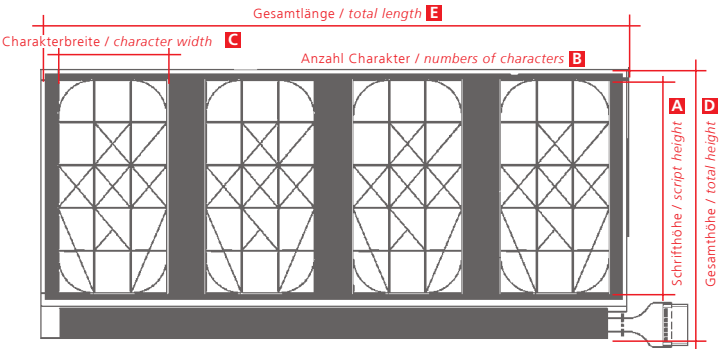 Gesamtlänge / total length E
Charakterbreite / character width C
Anzahl Charakter / numbers of characters B
A
Schrifthöhe / script height
D
Gesamthöhe / total height